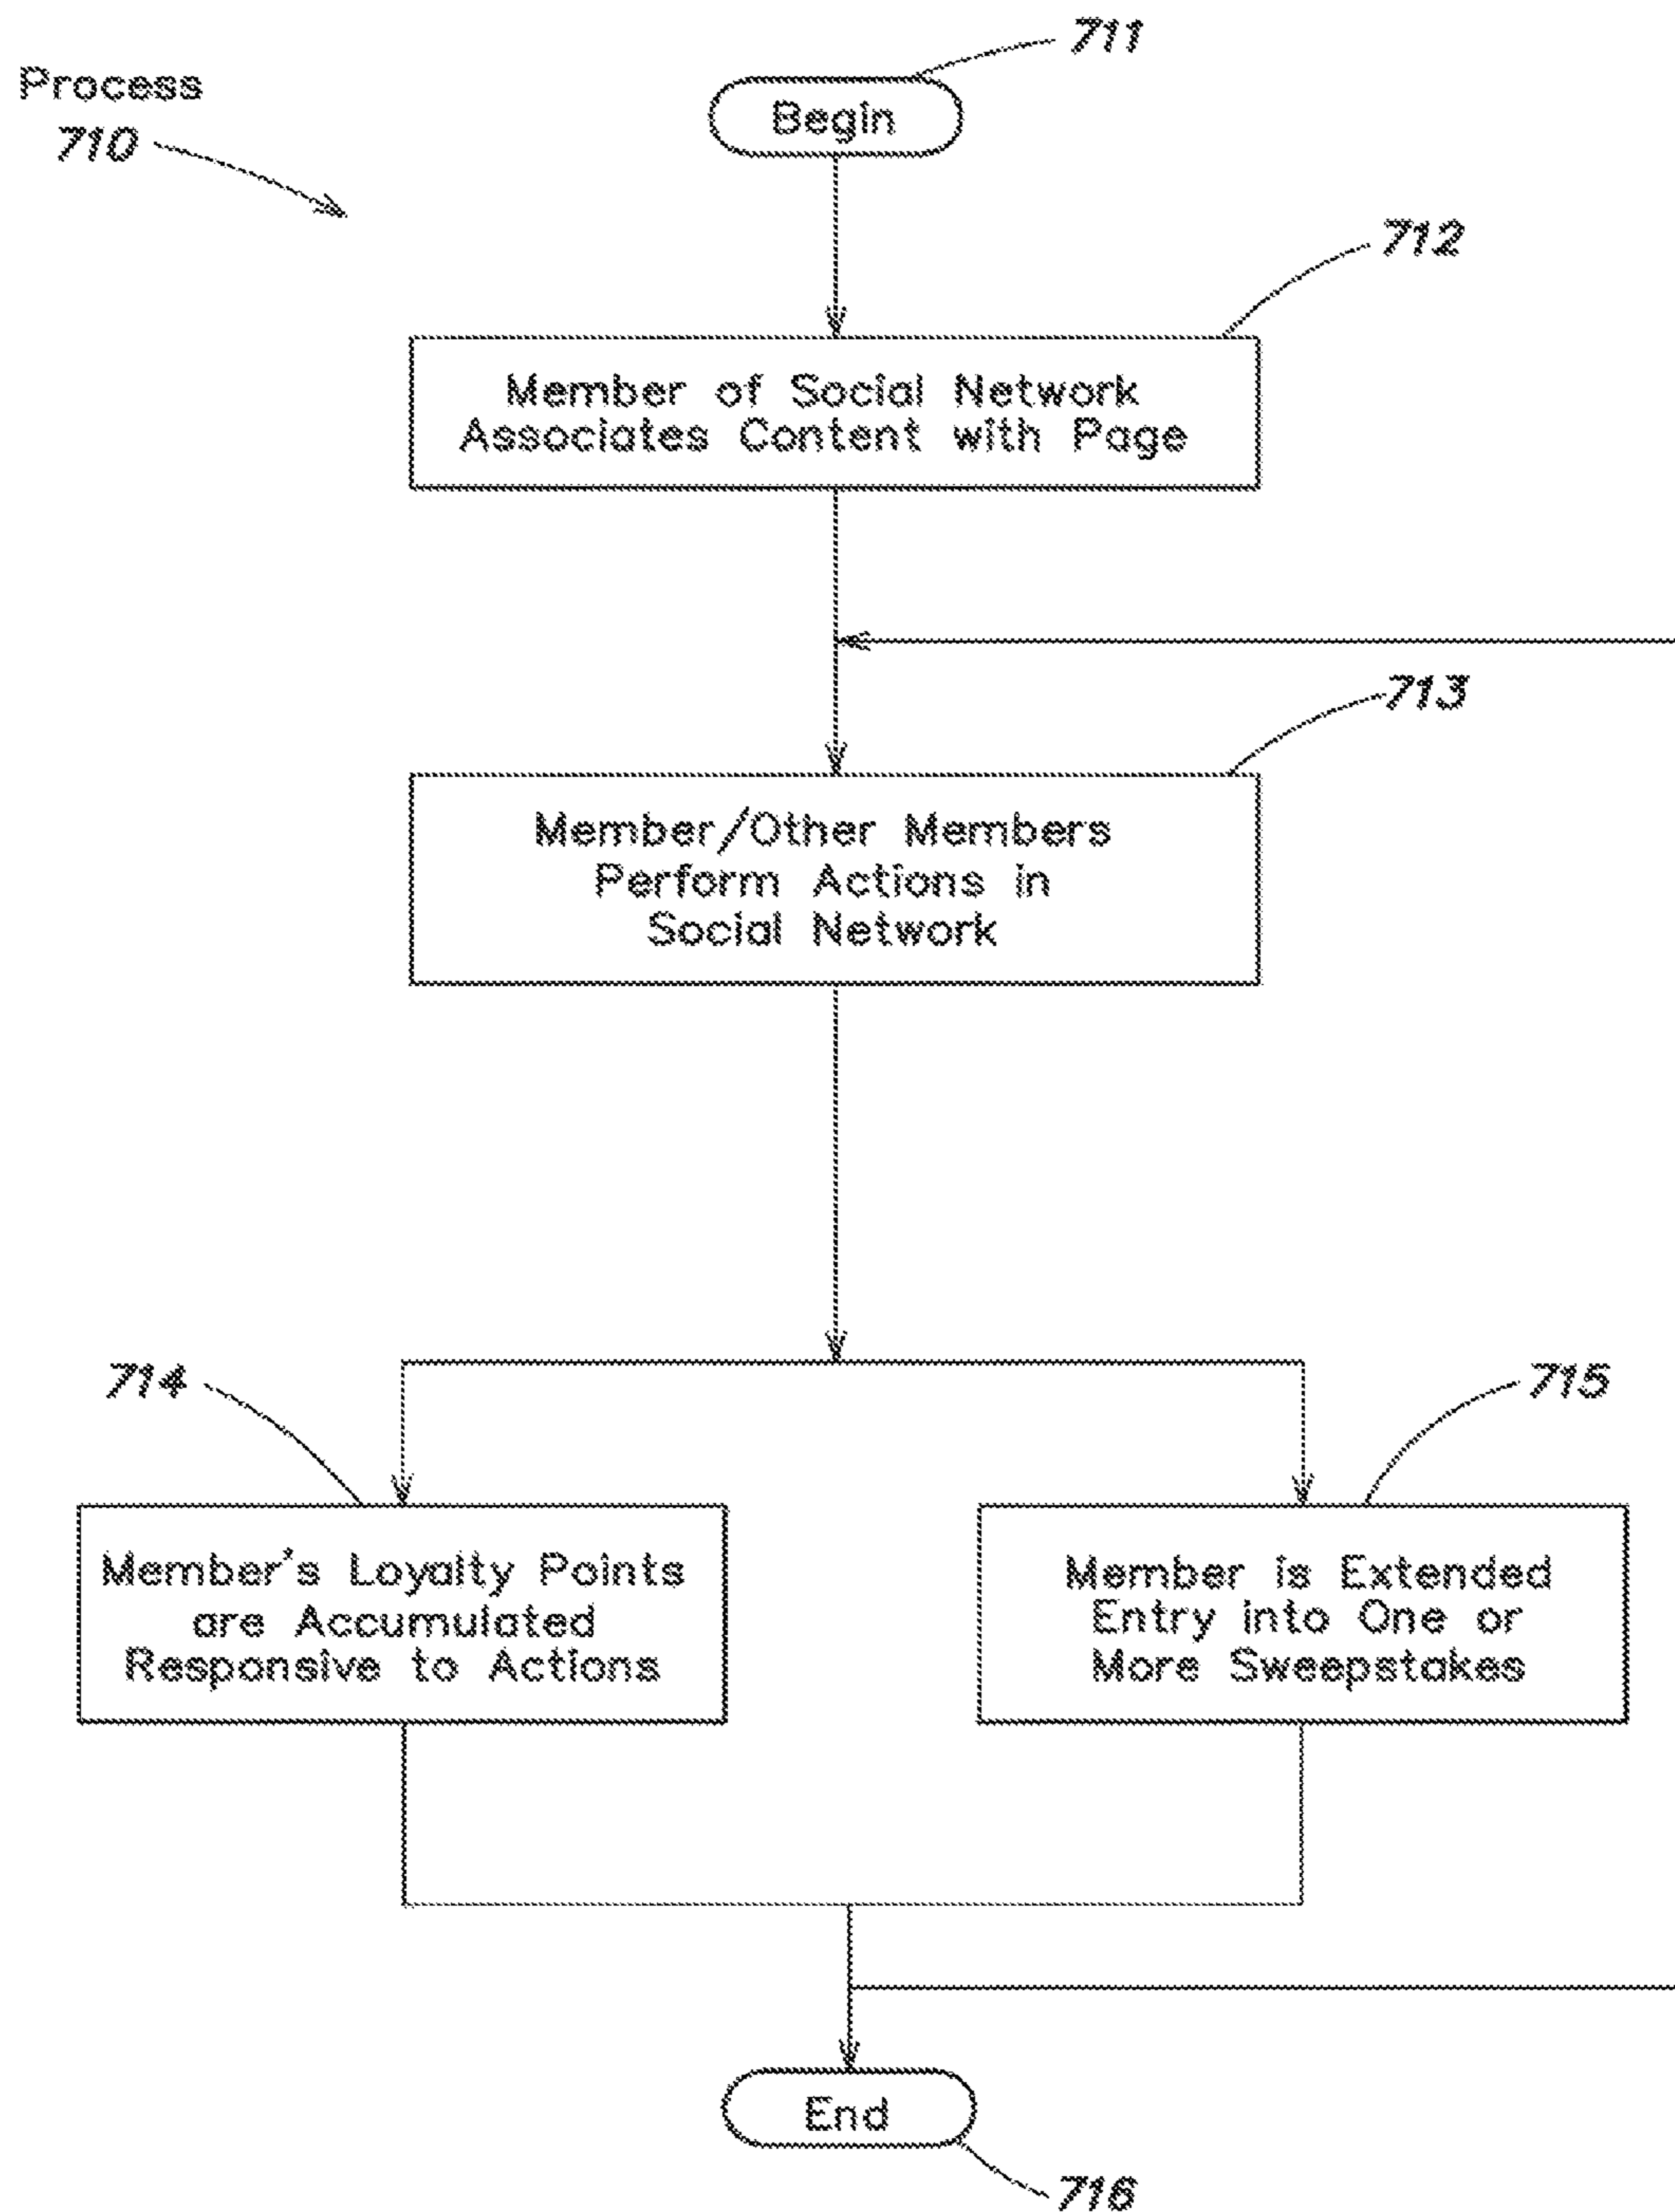 711
Process
710
Begin
712
Member of Social Network
Associates Content with Page
713
Member/Other Members
Perform Actions in
Social Network
714
715
Member's Loyalty Points
are Accumulated
Responsive to Actions
Member is Extended
Entry into One or
More Sweepstakes
End
716